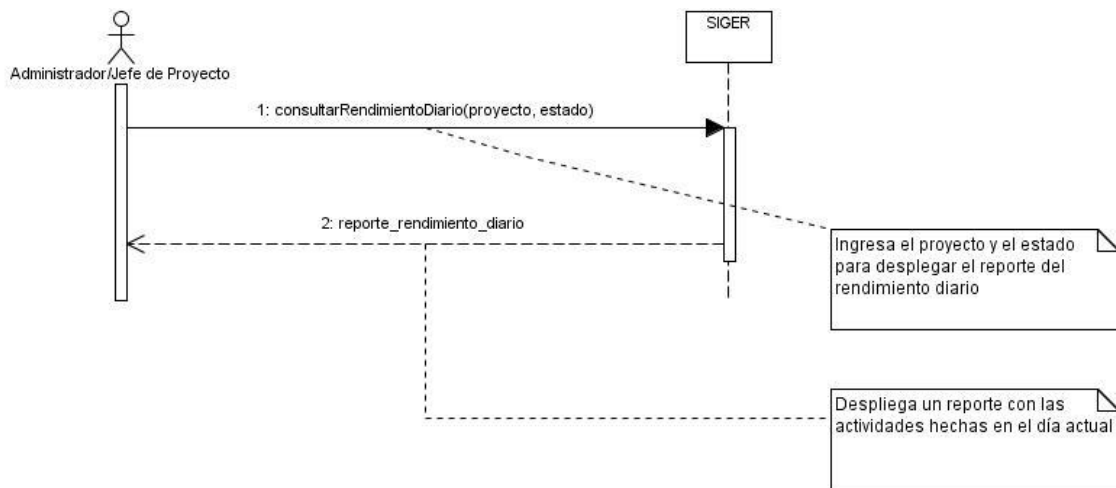 SIGER
Administrador/Jefe de Proyecto
1: consultarRendimientoDiario(proyecto, estado)
2: reporte_rendimiento_diario
Ingresa el proyecto y el estado
para desplegar el reporte del
rendimiento diario
Despliega un reporte con las
actividades hechas en el día actual